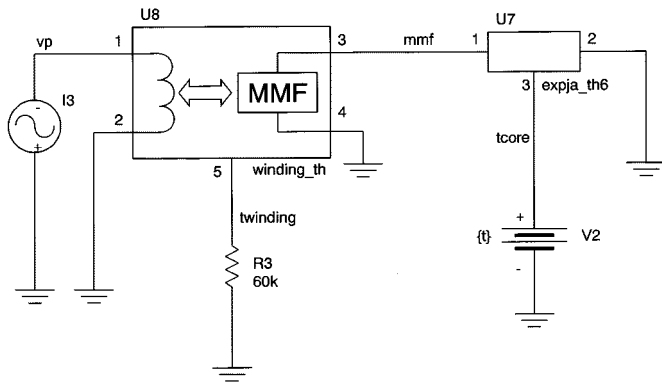 U8
U7
vp
1
3
mmf
1
2
I3
-
+
MMF
3
expja_th6
2
4
tcore
5
winding_th
twinding
+
{t}
V2
-
R3
60k